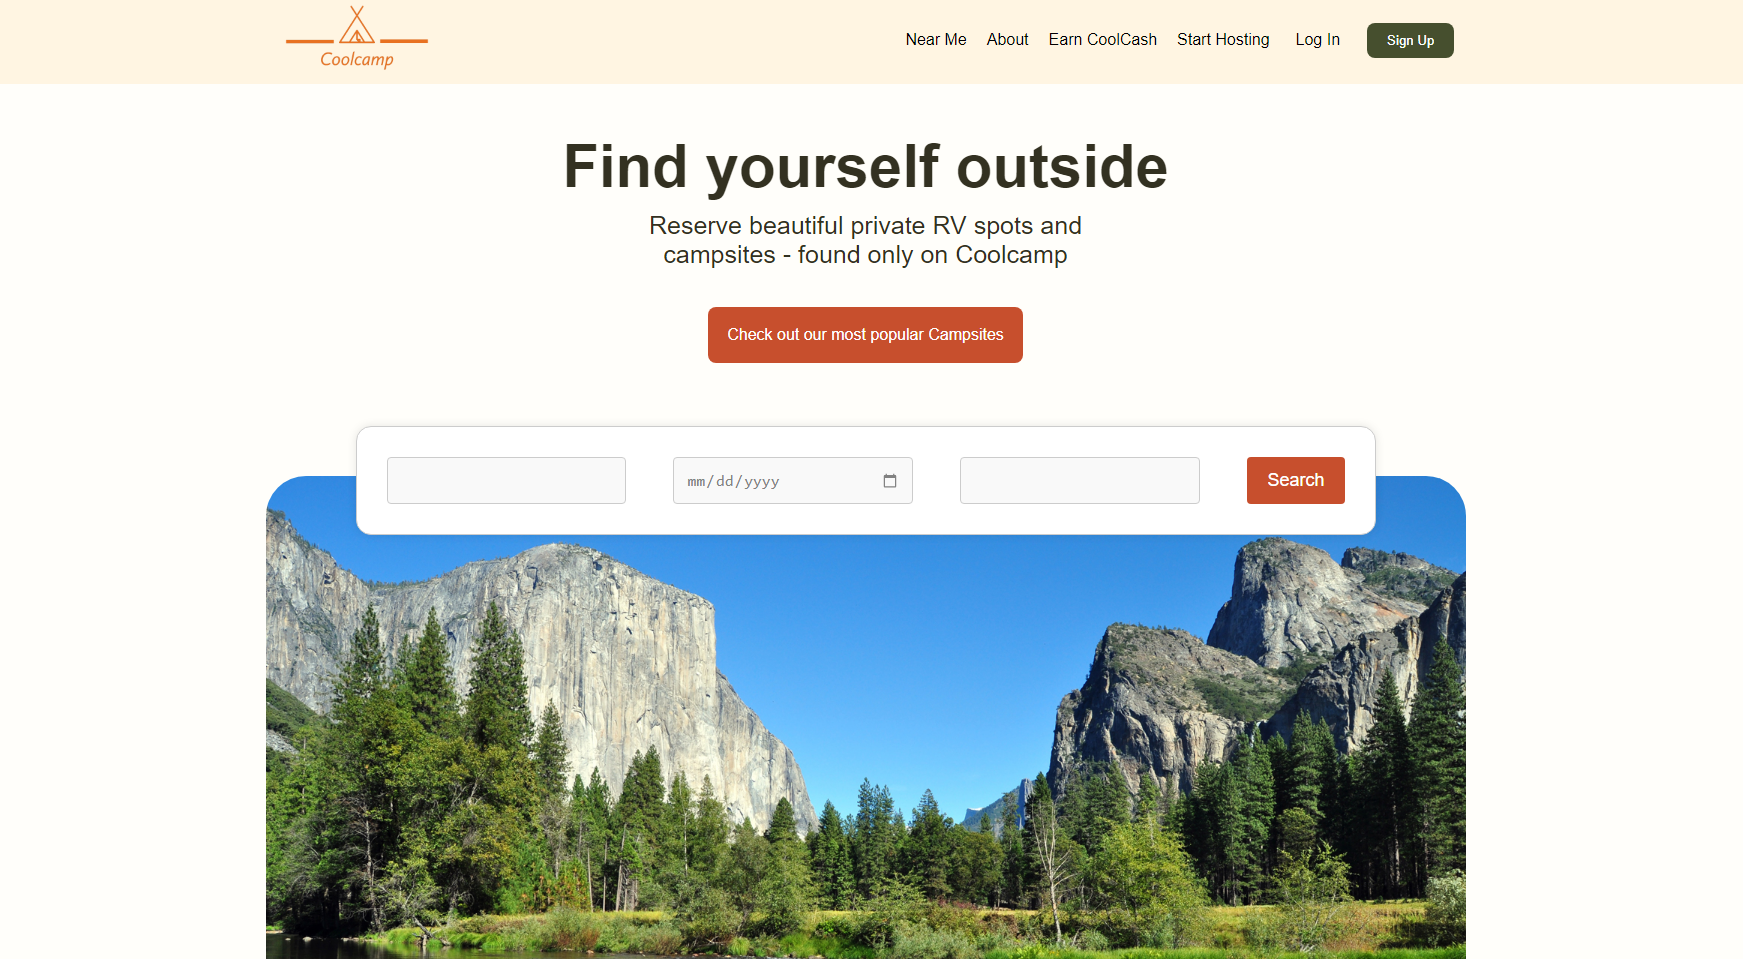 Coolcamp
Near Me
About
Earn CoolCash
Start Hosting
Log In
Sign Up
Find yourself outside
Reserve beautiful private RV spots and
campsites - found only on Coolcamp
Check out our most popular Campsites
mm/dd/yyyy
Search